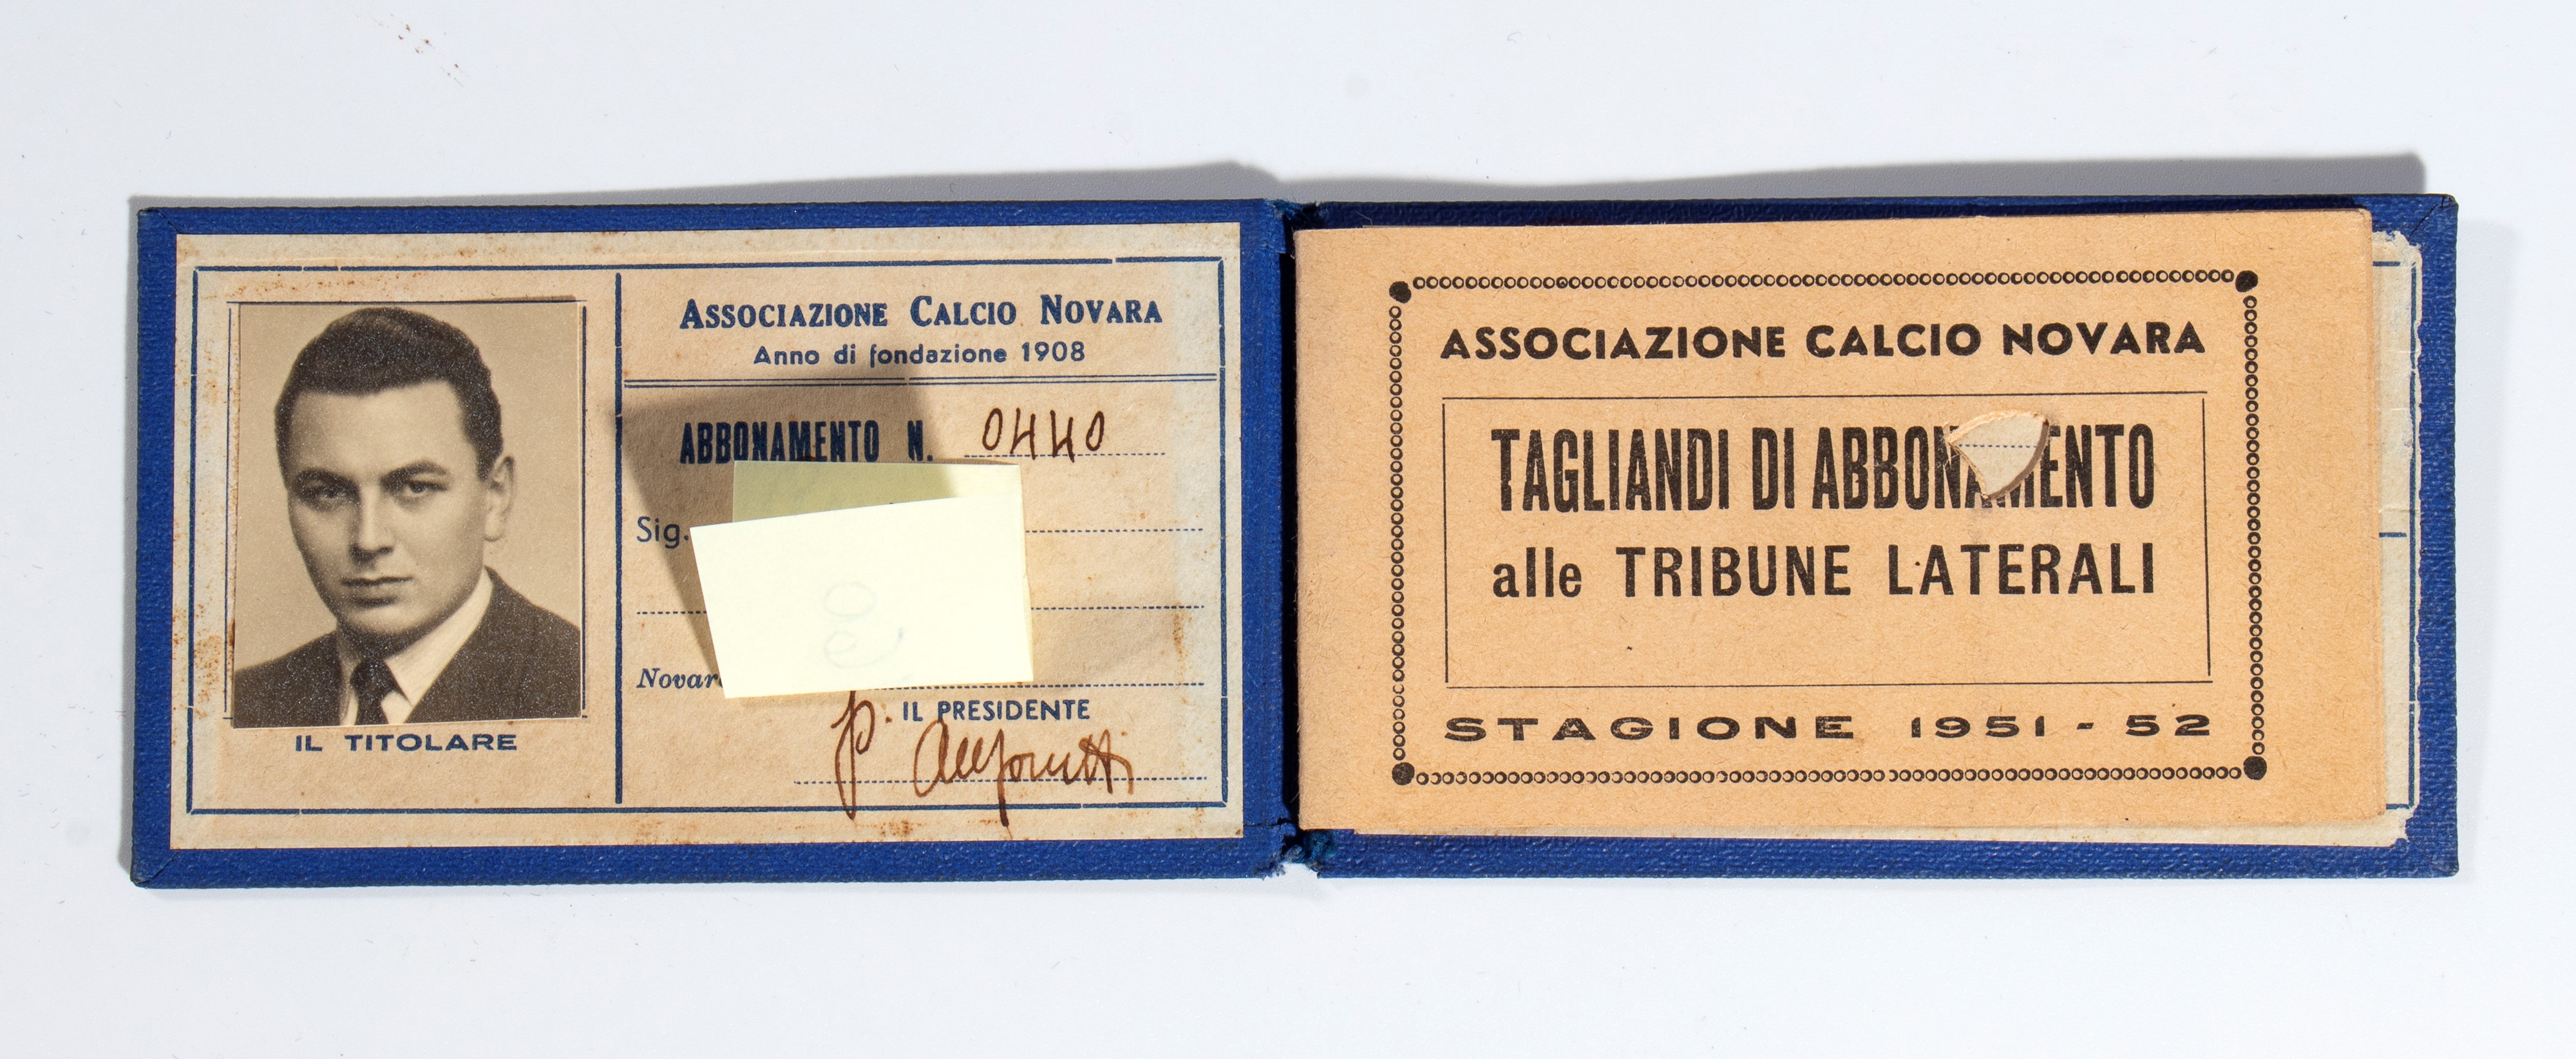 ASSOCIAZIONE CALCIO NOVARA
Anno di fondazione 1908
ABBONAMENTO N. 0440
Sig.
IL PRESIDENTE
p.
IL TITOLARE
ASSOCIAZIONE CALCIO NOVARA
TAGLIANDI DI ABBONAMENTO
alle TRIBUNE LATERALI
STAGIONE 1951-52